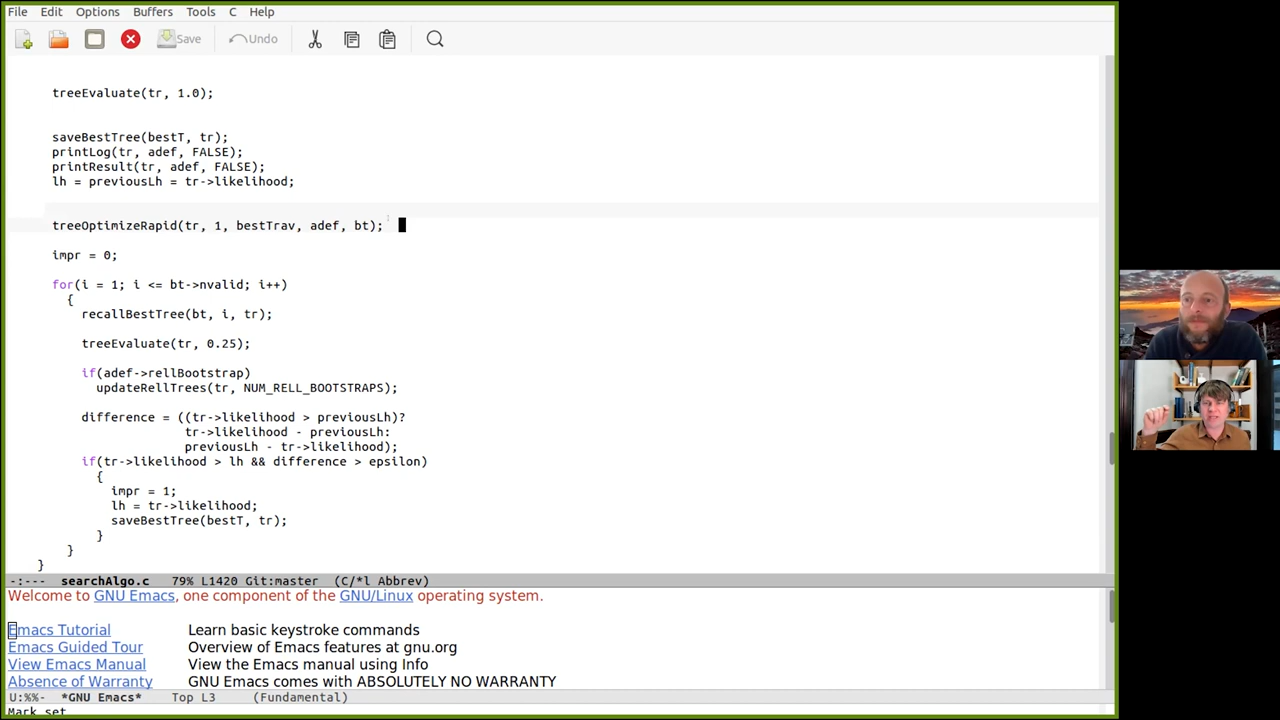 File Edit Options Buffers Tools C Help
Save Undo
treeEvaluate(tr, 1.0);
saveBestTree(bestT, tr);
printLog(tr, adef, FALSE);
printResult(tr, adef, FALSE);
lh = previousLh = tr->likelihood;
treeOptimizeRapid(tr, 1, bestTrav, adef, bt);
impr = 0;
for(i = 1; i <= bt->nvalid; i++)
{
recallBestTree(bt, i, tr);
treeEvaluate(tr, 0.25);
if(adef->rellBootstrap)
updateRellTrees(tr, NUM_RELL_BOOTSTRAPS);
difference = ((tr->likelihood > previousLh)?
tr->likelihood - previousLh:
previousLh - tr->likelihood);
if(tr->likelihood > lh && difference > epsilon)
{
impr = 1;
lh = tr->likelihood;
saveBestTree(bestT, tr);
}
}
}
-:--- searchAlgo.c 79% L1420 Git:master (C/*l Abbrev)
Welcome to GNU Emacs, one component of the GNU/Linux operating system.
Emacs Tutorial Learn basic keystroke commands
Emacs Guided Tour Overview of Emacs features at gnu.org
View Emacs Manual View the Emacs manual using Info
Absence of Warranty GNU Emacs comes with ABSOLUTELY NO WARRANTY
U:%%- *GNU Emacs* Top L3 (Fundamental)
Mark set